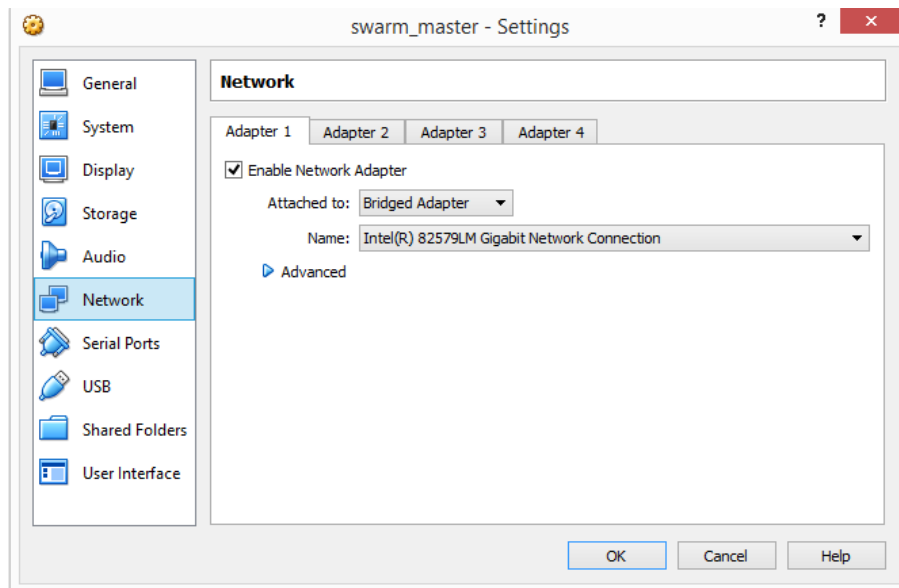 swarm_master - Settings
? ×
General
System
Display
Storage
Audio
Network
Serial Ports
USB
Shared Folders
User Interface
Network
Adapter 1 Adapter 2 Adapter 3 Adapter 4
Enable Network Adapter
Attached to: Bridged Adapter
Name: Intel(R) 82579LM Gigabit Network Connection
Advanced
OK Cancel Help